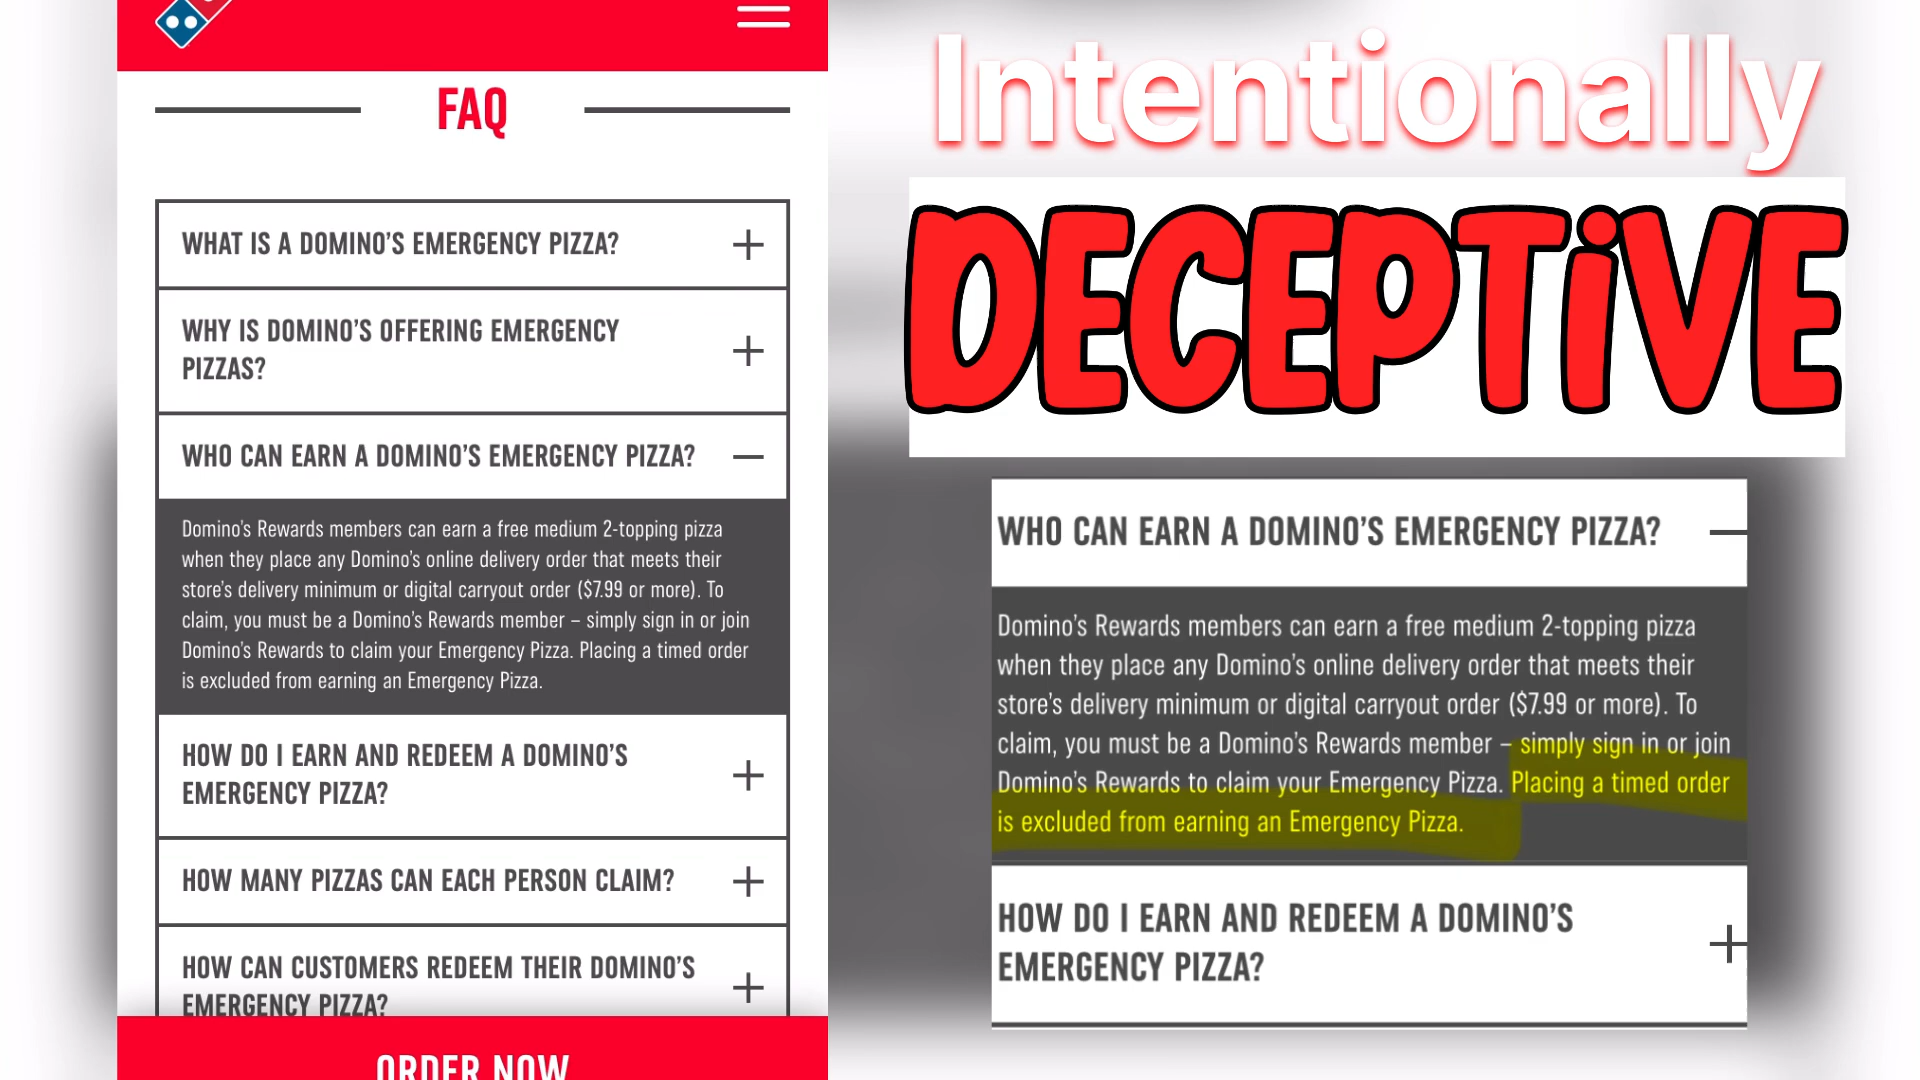 FAQ
WHAT IS A DOMINO’S EMERGENCY PIZZA?
WHY IS DOMINO’S OFFERING EMERGENCY
PIZZAS?
WHO CAN EARN A DOMINO’S EMERGENCY PIZZA?
Domino’s Rewards members can earn a free medium 2-topping pizza
when they place any Domino’s online delivery order that meets their
store’s delivery minimum or digital carryout order ($7.99 or more). To
claim, you must be a Domino’s Rewards member – simply sign in or join
Domino’s Rewards to claim your Emergency Pizza. Placing a timed order
is excluded from earning an Emergency Pizza.
HOW DO I EARN AND REDEEM A DOMINO’S
EMERGENCY PIZZA?
HOW MANY PIZZAS CAN EACH PERSON CLAIM?
HOW CAN CUSTOMERS REDEEM THEIR DOMINO’S
EMERGENCY PIZZA?
ORDER NOW
Intentionally
DECEPTiVE
WHO CAN EARN A DOMINO’S EMERGENCY PIZZA?
Domino’s Rewards members can earn a free medium 2-topping pizza
when they place any Domino’s online delivery order that meets their
store’s delivery minimum or digital carryout order ($7.99 or more). To
claim, you must be a Domino’s Rewards member – simply sign in or join
Domino’s Rewards to claim your Emergency Pizza. Placing a timed order
is excluded from earning an Emergency Pizza.
HOW DO I EARN AND REDEEM A DOMINO’S
EMERGENCY PIZZA?